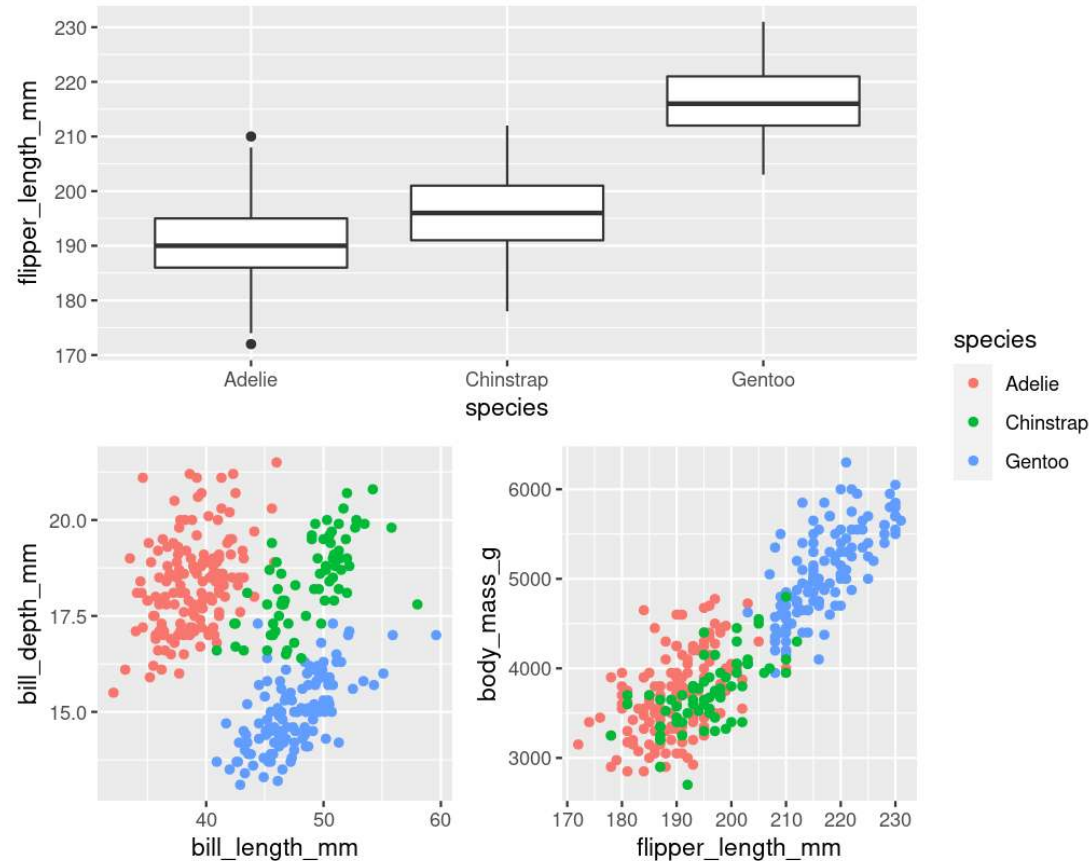 flipper_length_mm
230
220
210
200
190
180
170
Adelie Chinstrap Gentoo
species
species
Adelie
Chinstrap
Gentoo
bill_depth_mm
20.0
17.5
15.0
40 50 60
bill_length_mm
body_mass_g
6000
5000
4000
3000
170 180 190 200 210 220 230
flipper_length_mm